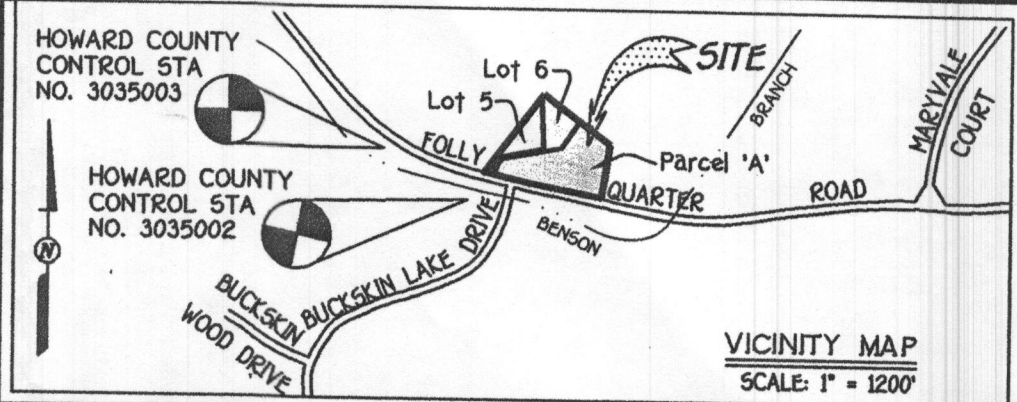 HOWARD COUNTY
CONTROL STA
NO. 3035003
HOWARD COUNTY
CONTROL STA
NO. 3035002
Lot 6
Lot 5
SITE
BRANCH
MARYVALE
COURT
FOLLY
Parcel 'A'
QUARTER
ROAD
BENSON
BUCKSKIN LAKE DRIVE
BUCKSKIN
WOOD DRIVE
N
VICINITY MAP
SCALE: 1" = 1200'